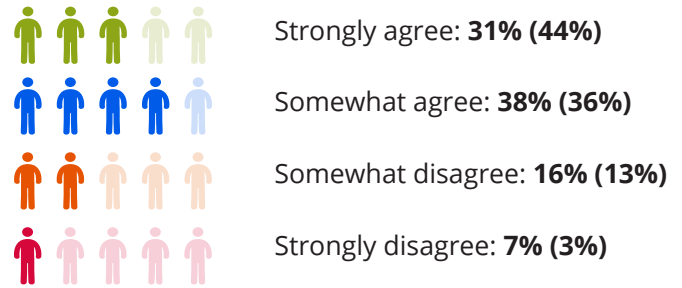 Strongly agree: 31% (44%)
Somewhat agree: 38% (36%)
Somewhat disagree: 16% (13%)
Strongly disagree: 7% (3%)